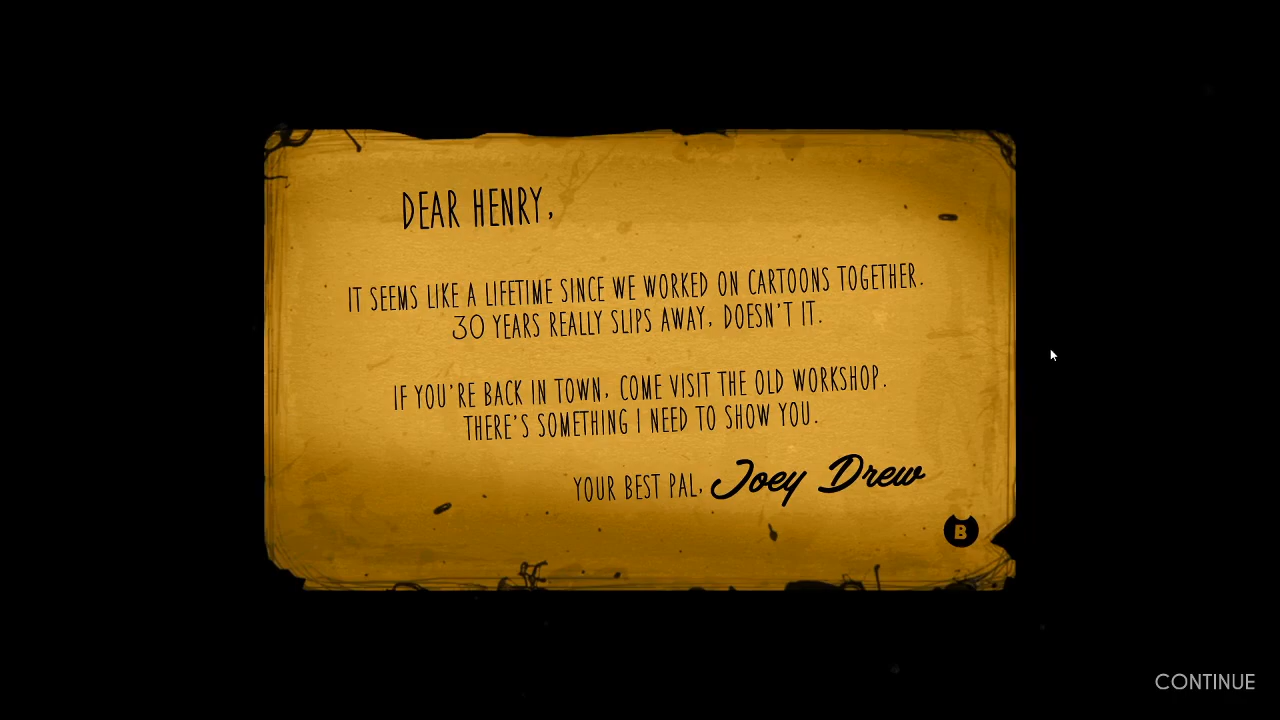 DEAR HENRY,
IT SEEMS LIKE A LIFETIME SINCE WE WORKED ON CARTOONS TOGETHER.
30 YEARS REALLY SLIPS AWAY, DOESN'T IT.
IF YOU'RE BACK IN TOWN, COME VISIT THE OLD WORKSHOP.
THERE'S SOMETHING I NEED TO SHOW YOU.
YOUR BEST PAL, Joey Drew
B
CONTINUE